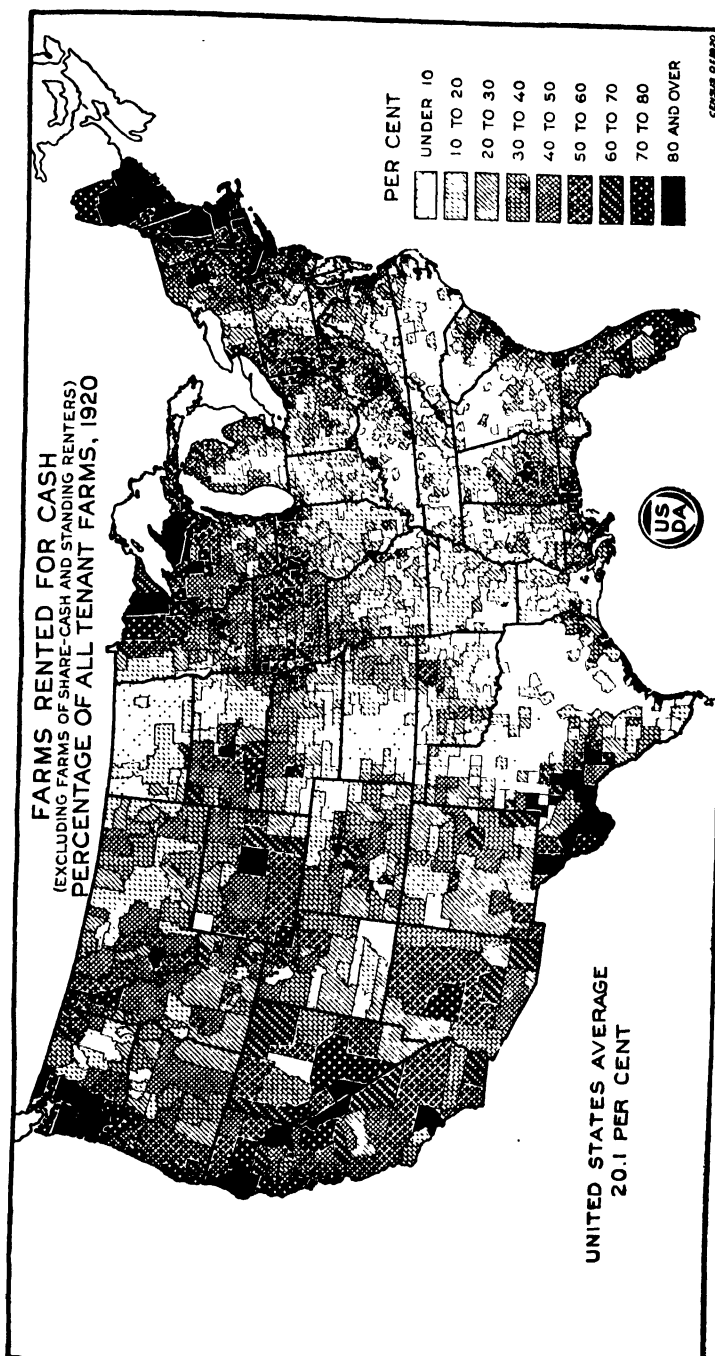 FARMS RENTED FOR CASH
(EXCLUDING FARMS OF SHARE-CASH AND STANDING RENTERS)
PERCENTAGE OF ALL TENANT FARMS, 1920
PER CENT
UNDER 10
10 TO 20
20 TO 30
30 TO 40
40 TO 50
50 TO 60
60 TO 70
70 TO 80
80 AND OVER
UNITED STATES AVERAGE
20.1 PER CENT
US
DA